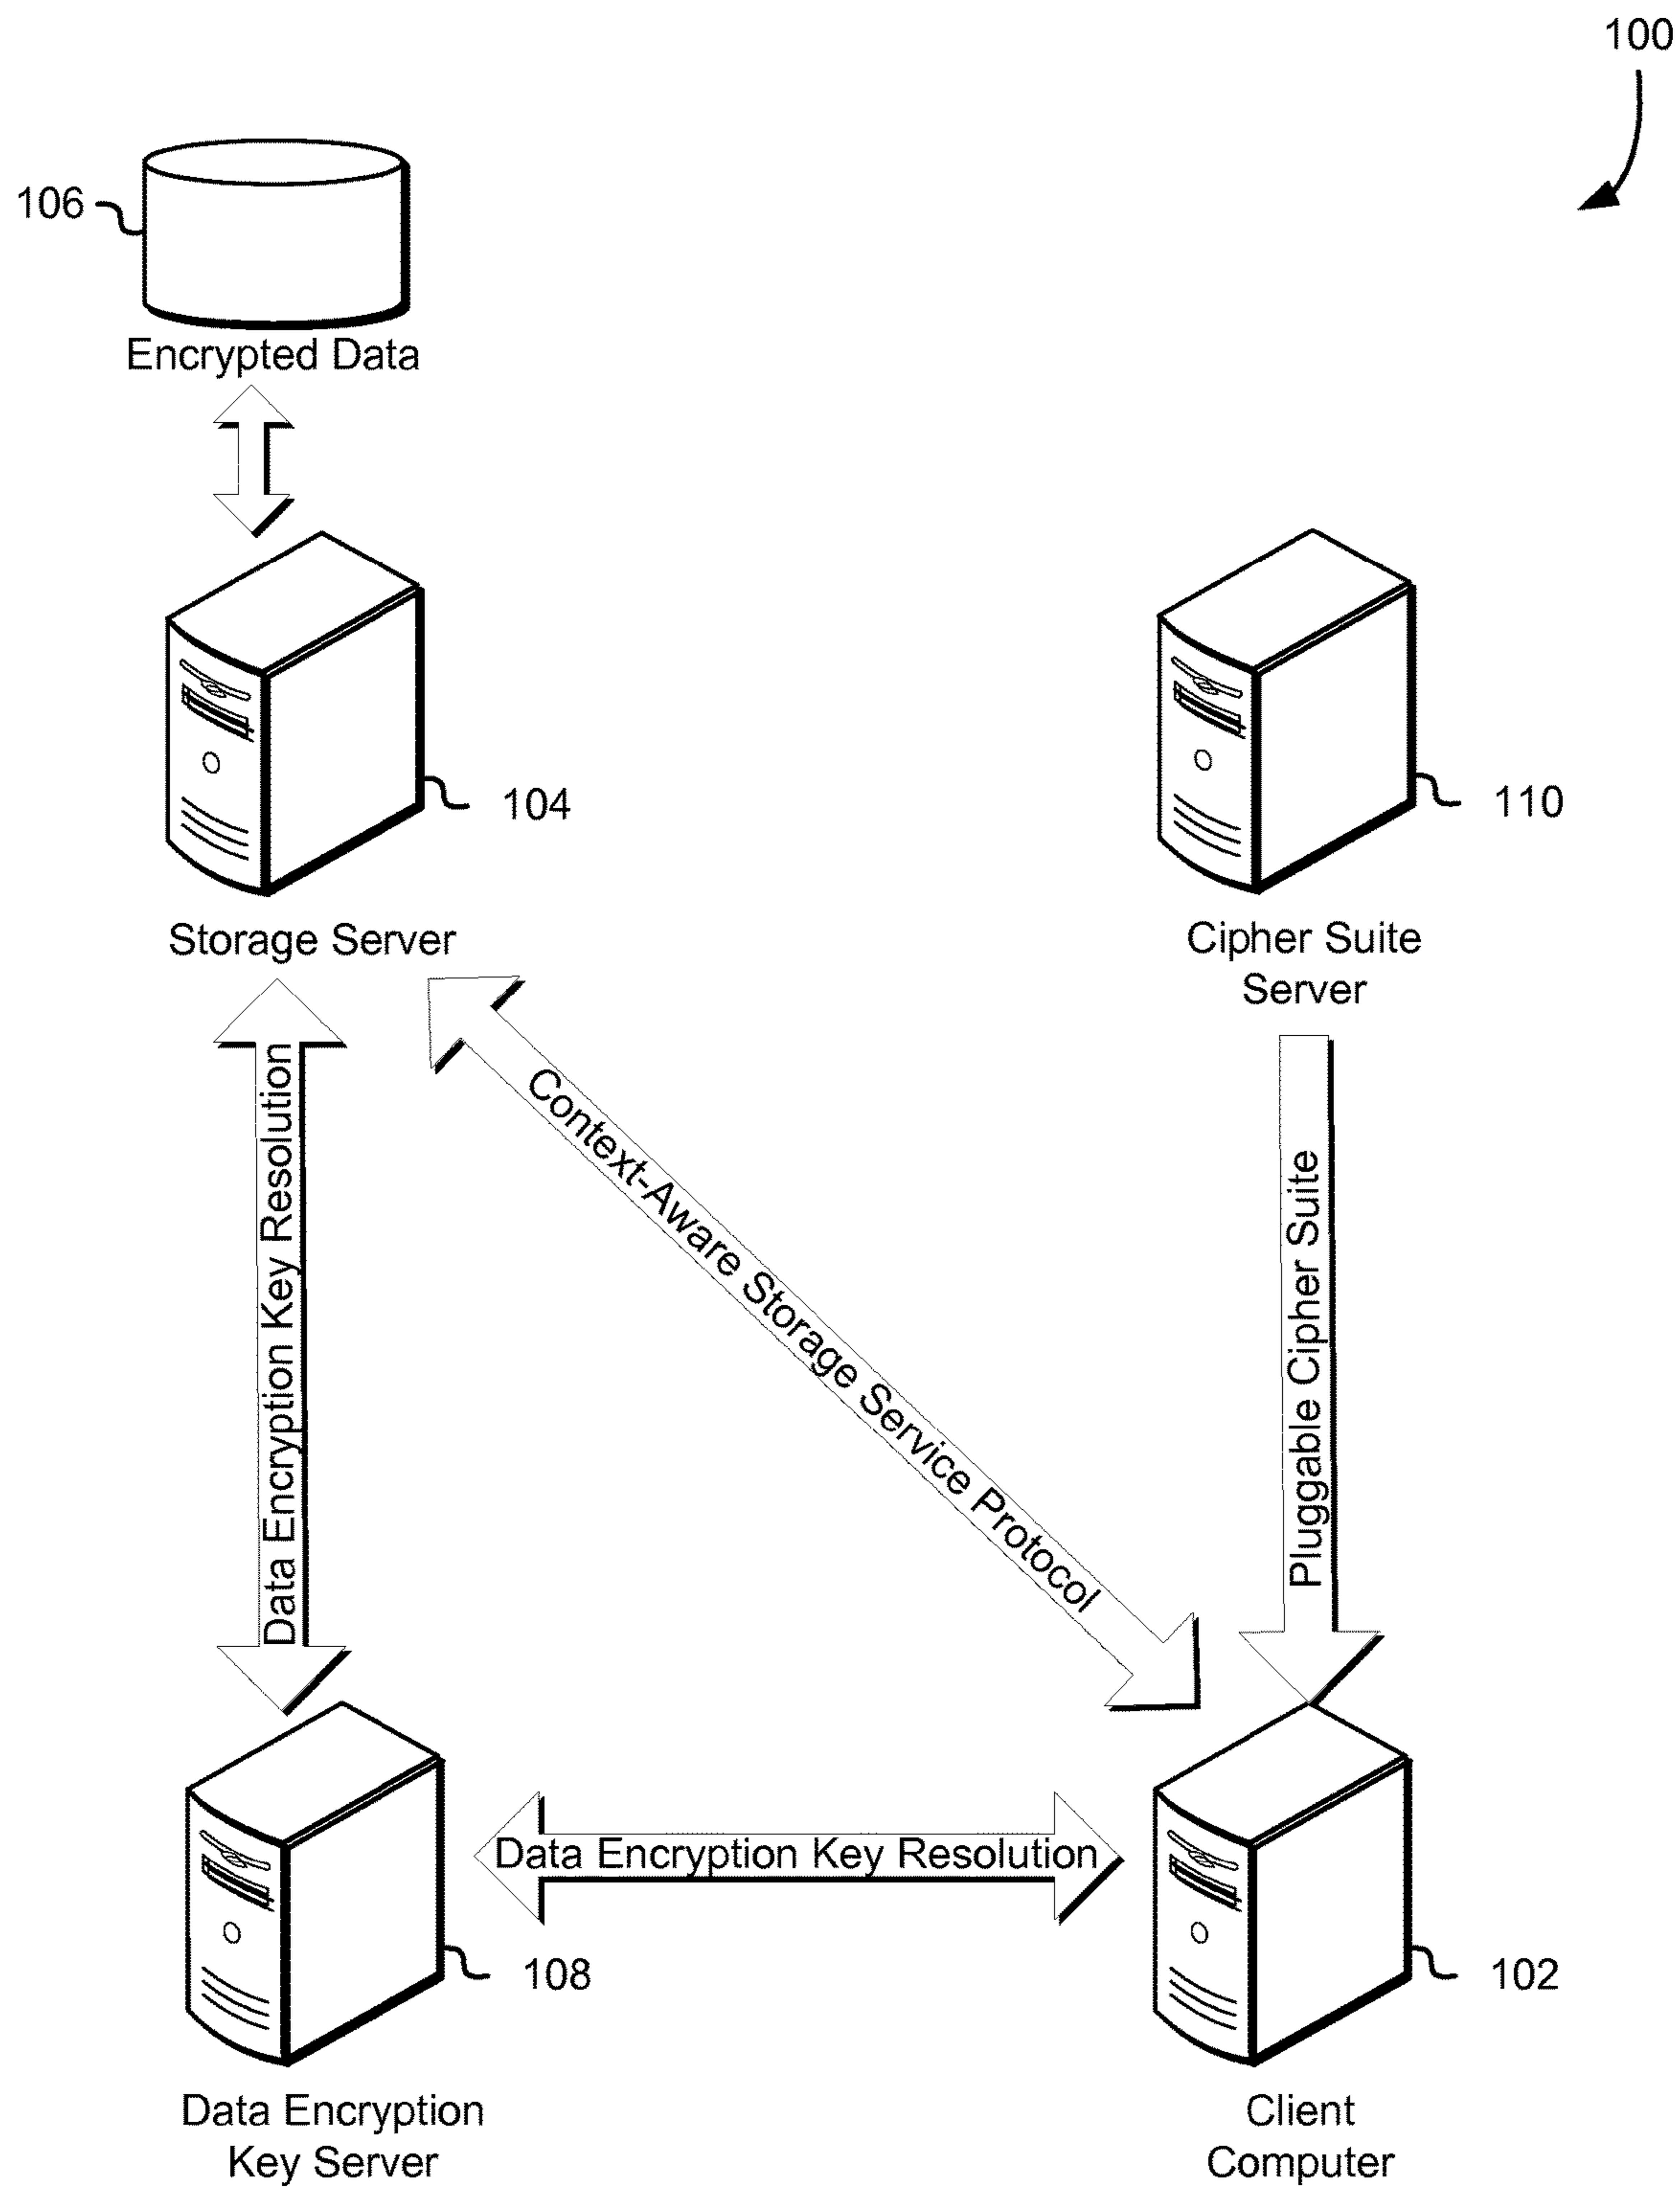 100
106
Encrypted Data
104
110
Storage Server
Cipher Suite
Server
Data Encryption Key Resolution
Context-Aware Storage Service Protocol
Pluggable Cipher Suite
Data Encryption Key Resolution
108
102
Data Encryption
Key Server
Client
Computer